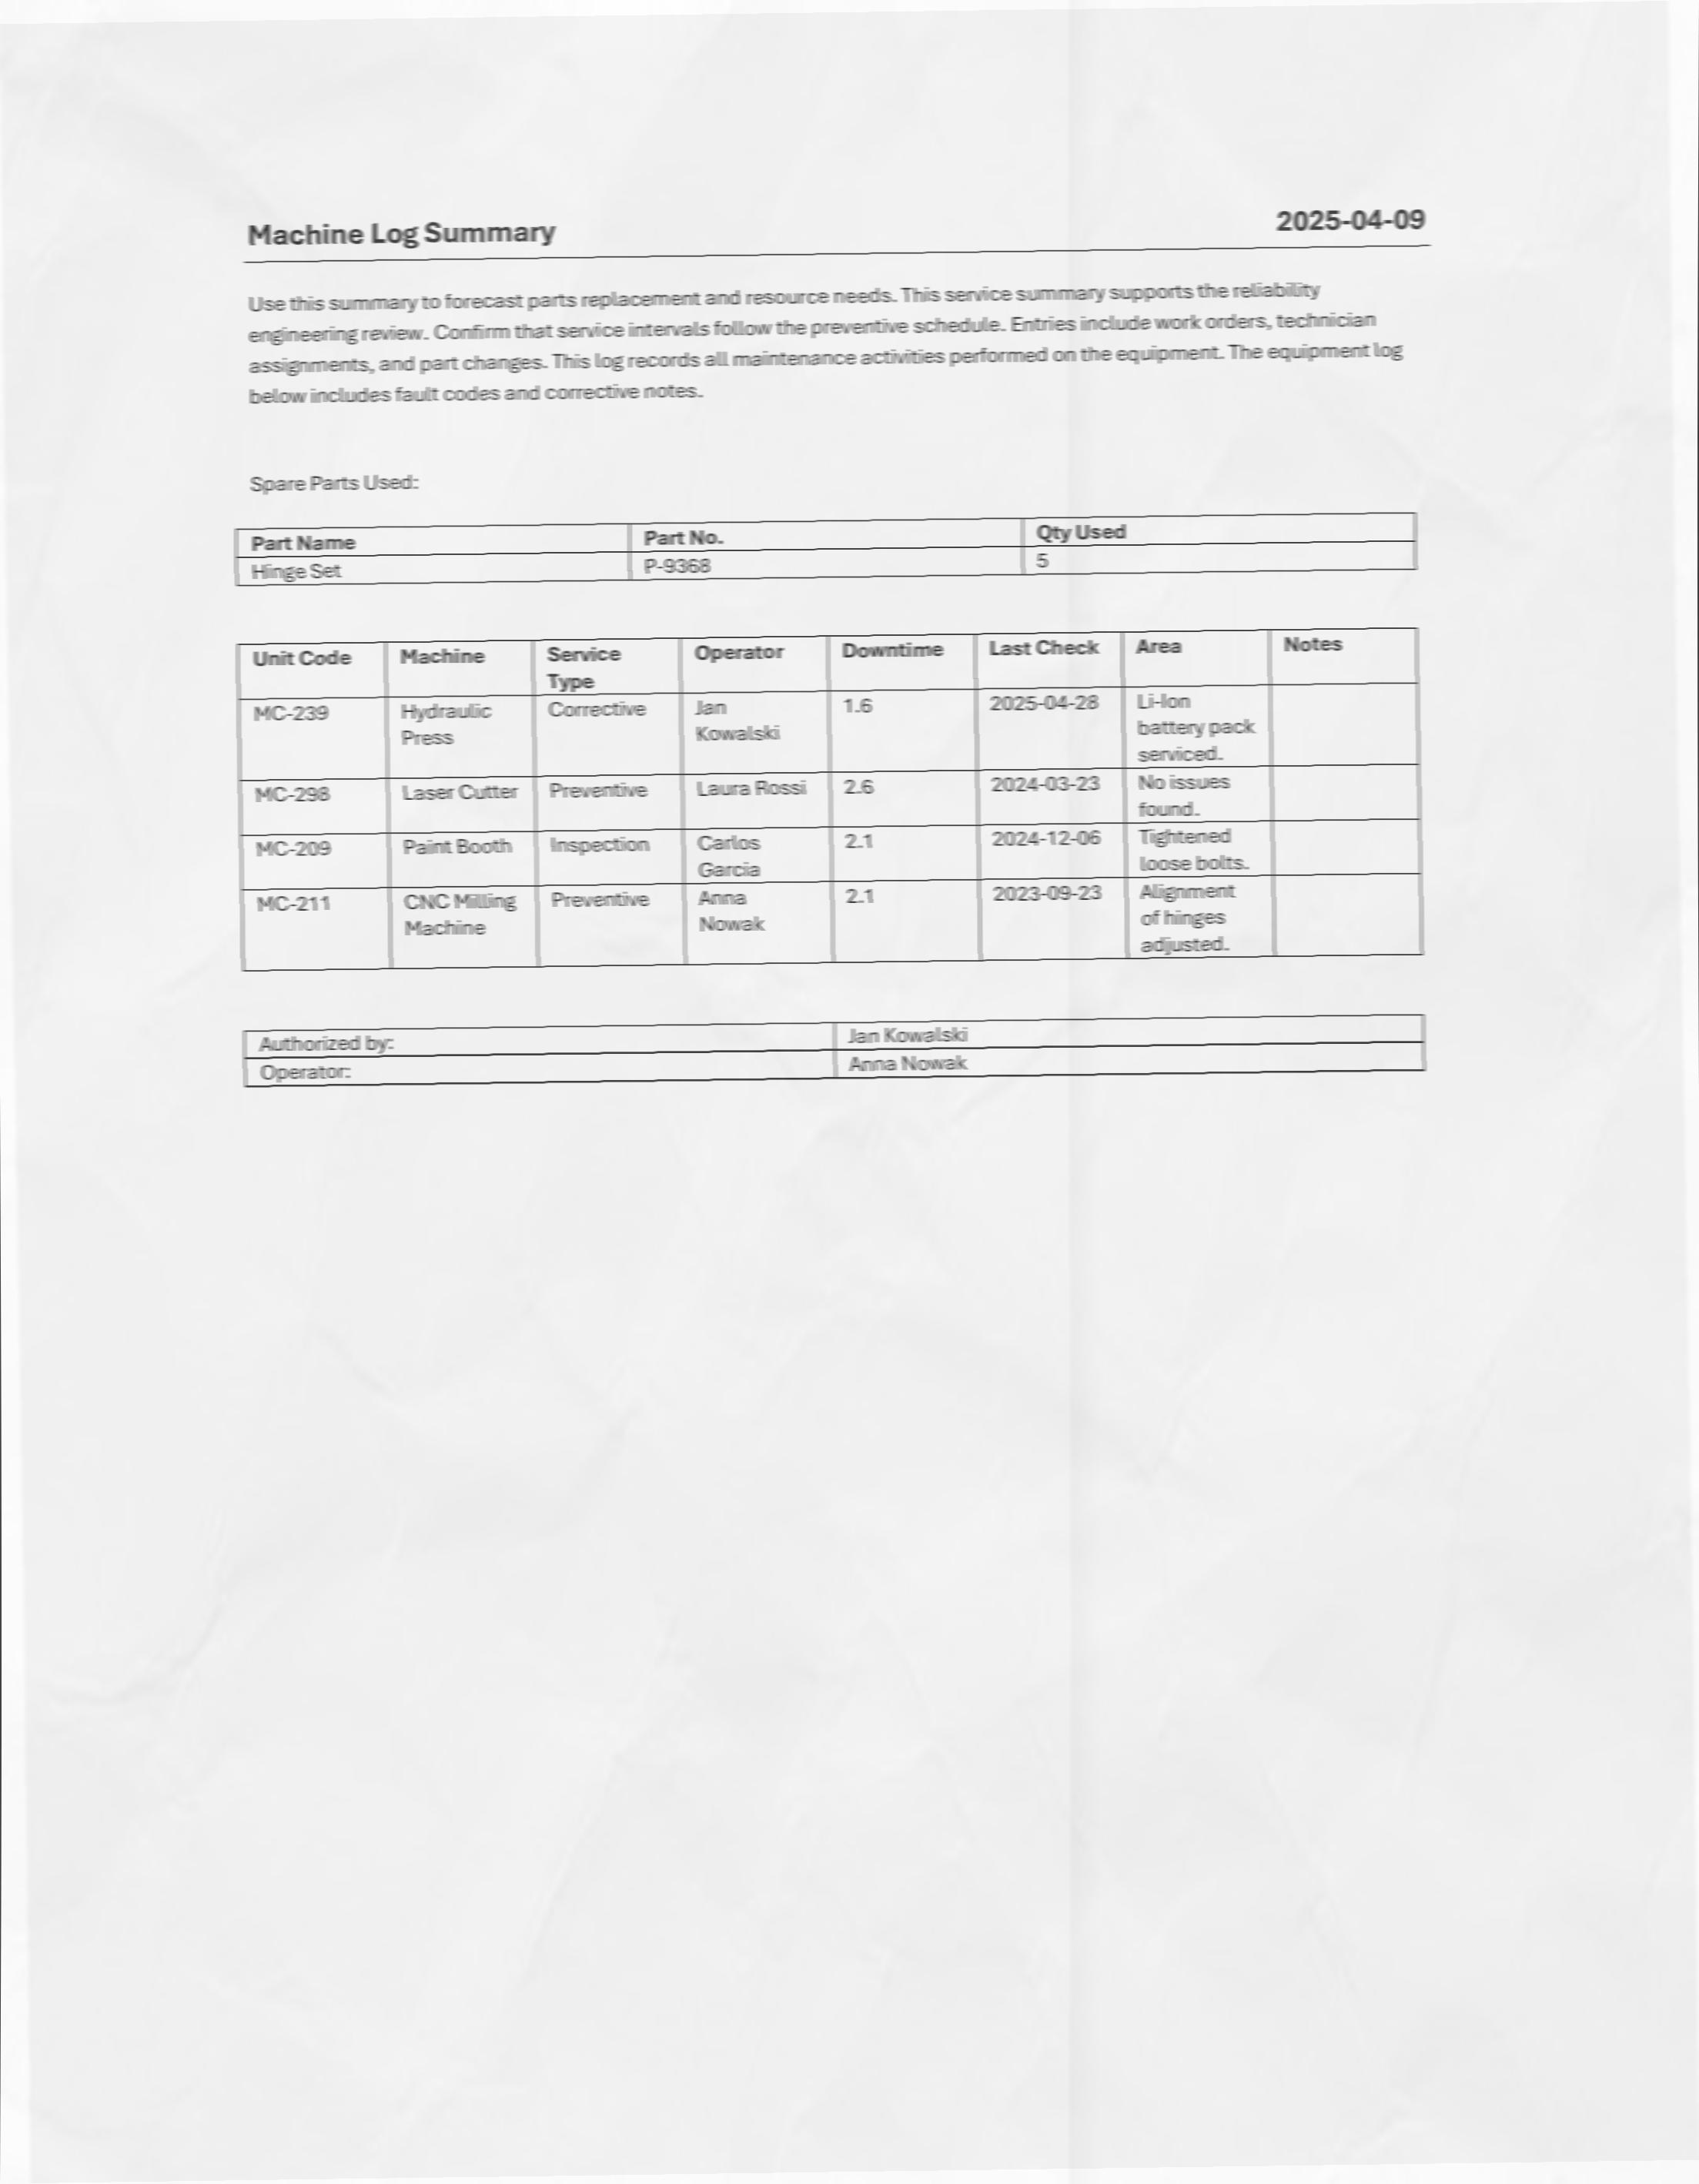 Machine Log Summary 2025-04-09
Use this summary to forecast parts replacement and resource needs. This service summary supports the reliability
engineering review. Confirm that service intervals follow the preventive schedule. Entries include work orders, technician
assignments, and part changes. This log records all maintenance activities performed on the equipment. The equipment log
below includes fault codes and corrective notes.
Spare Parts Used:
Part Name Part No. Qty Used
Hinge Set P-9368 5
Unit Code Machine Service Operator Downtime Last Check Area Notes
Type
MC-239 Hydraulic Corrective Jan 1.6 2025-04-28 Li-Ion
Press Kowalski battery pack
serviced.
MC-298 Laser Cutter Preventive Laura Rossi 2.6 2024-03-23 No issues
found.
MC-209 Paint Booth Inspection Carlos 2.1 2024-12-06 Tightened
Garcia loose bolts.
MC-211 CNC Milling Preventive Anna 2.1 2023-09-23 Alignment
Machine Nowak of hinges
adjusted.
Authorized by: Jan Kowalski
Operator: Anna Nowak